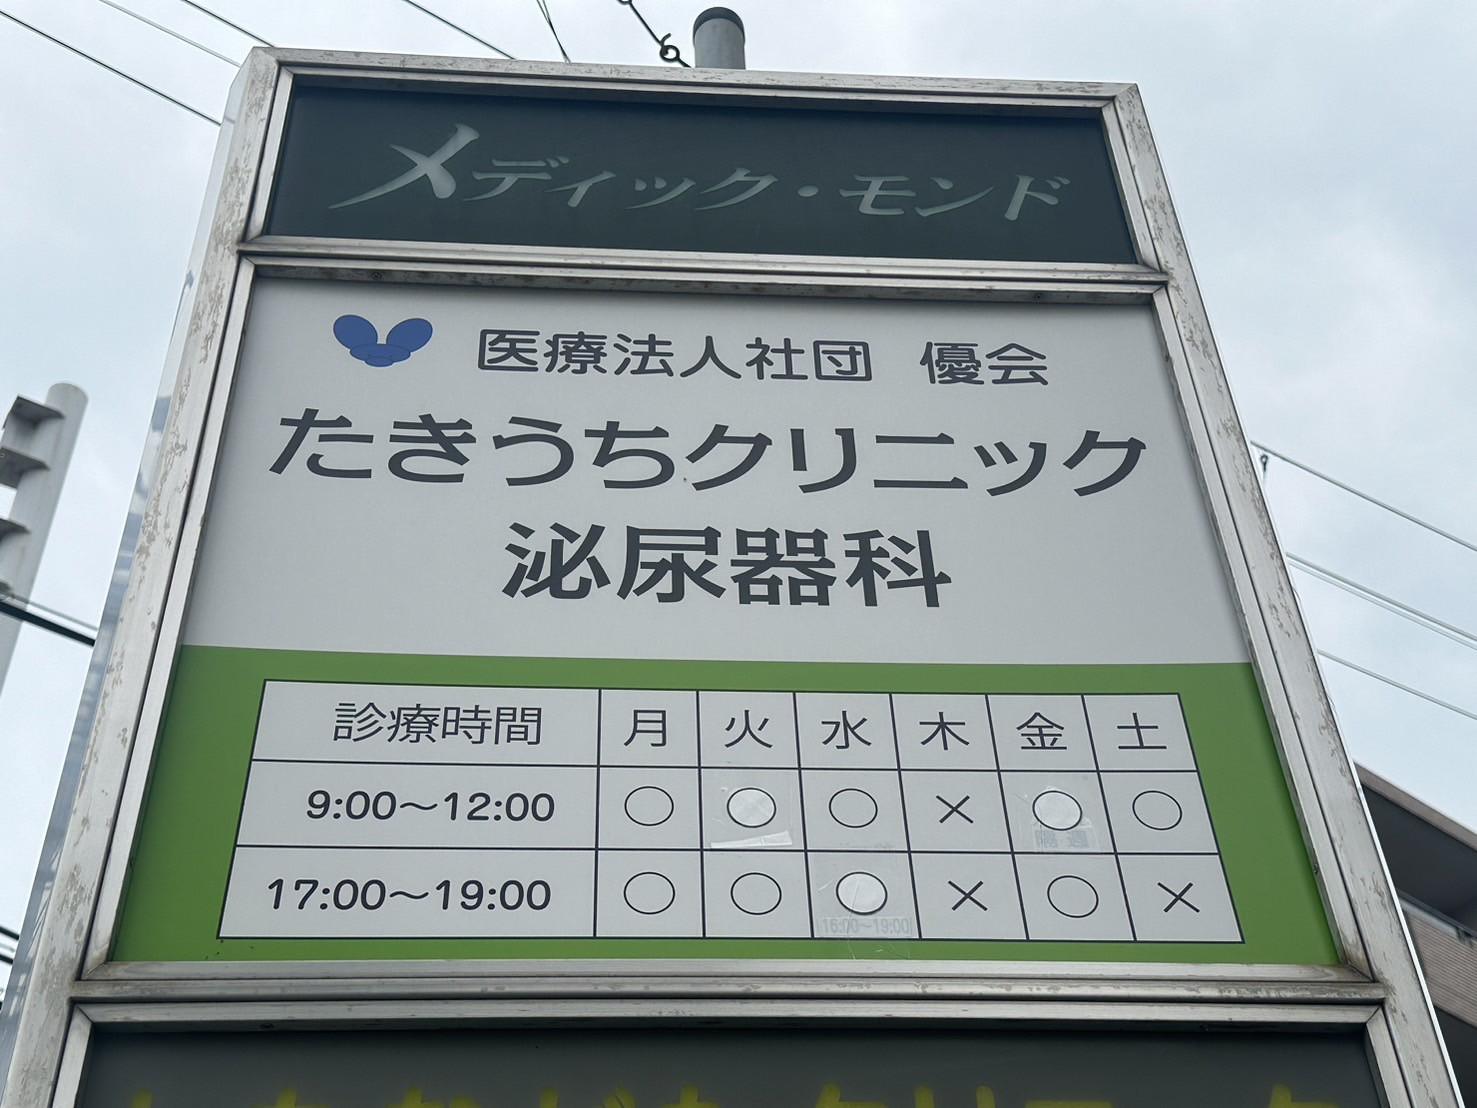 メディック・モンド
医療法人社団 優会
たきうちクリニック
泌尿器科
診療時間 月 火 水 木 金 土
9:00〜12:00 ○ ○ ○ × ○ ○
17:00〜19:00 ○ ○ ○ × ○ ×
16:00〜19:00